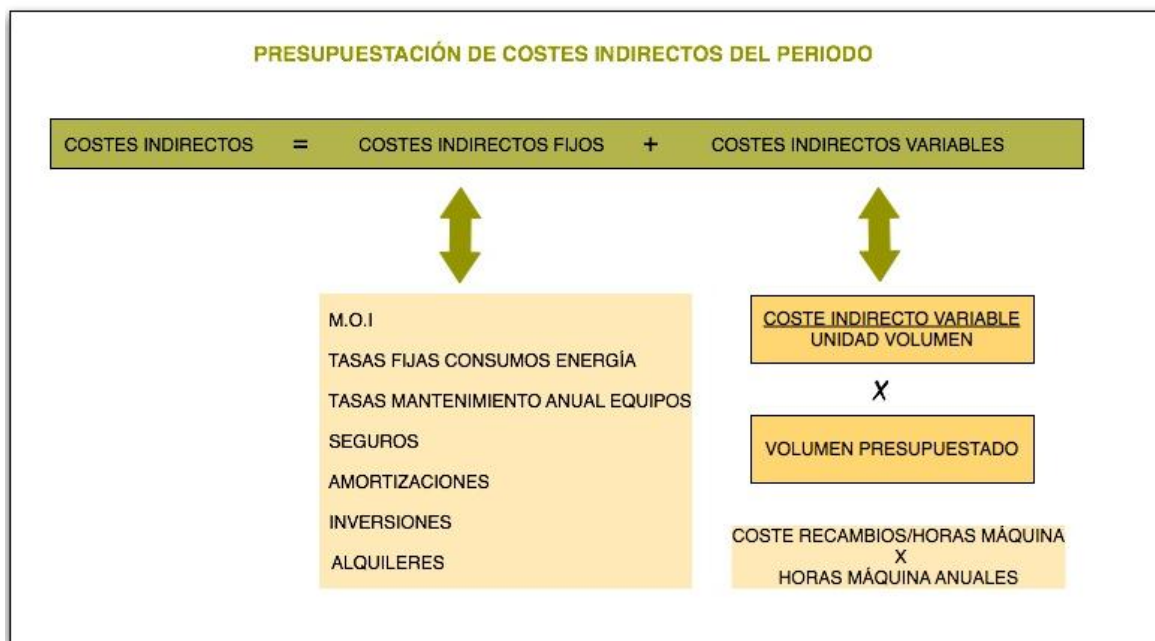 PRESUPUESTACIÓN DE COSTES INDIRECTOS DEL PERIODO
COSTES INDIRECTOS = COSTES INDIRECTOS FIJOS + COSTES INDIRECTOS VARIABLES
M.O.I
TASAS FIJAS CONSUMOS ENERGÍA
TASAS MANTENIMIENTO ANUAL EQUIPOS
SEGUROS
AMORTIZACIONES
INVERSIONES
ALQUILERES
COSTE INDIRECTO VARIABLE
UNIDAD VOLUMEN
X
VOLUMEN PRESUPUESTADO
COSTE RECAMBIOS/HORAS MÁQUINA
X
HORAS MÁQUINA ANUALES